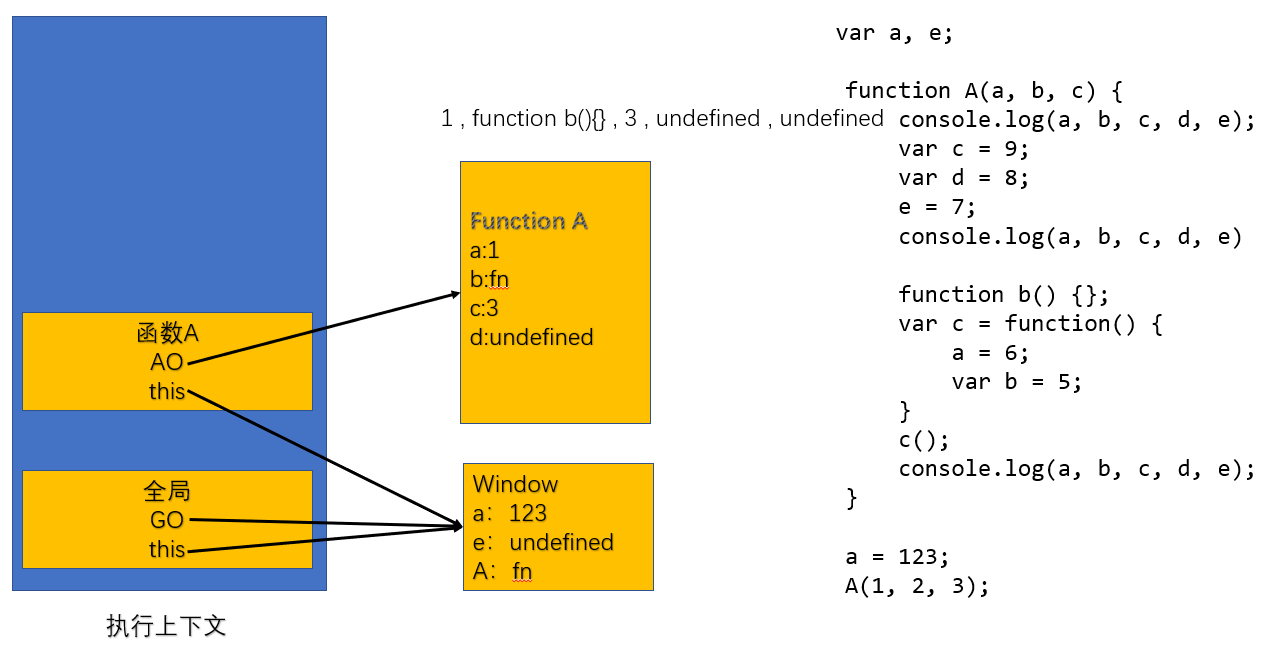 函数A
AO
this
全局
GO
this
执行上下文
1 , function b(){} , 3 , undefined , undefined
Function A
a:1
b:fn
c:3
d:undefined
Window
a: 123
e: undefined
A: fn
var a, e;
function A(a, b, c) {
console.log(a, b, c, d, e);
var c = 9;
var d = 8;
e = 7;
console.log(a, b, c, d, e)
function b() {};
var c = function() {
a = 6;
var b = 5;
}
c();
console.log(a, b, c, d, e);
}
a = 123;
A(1, 2, 3);